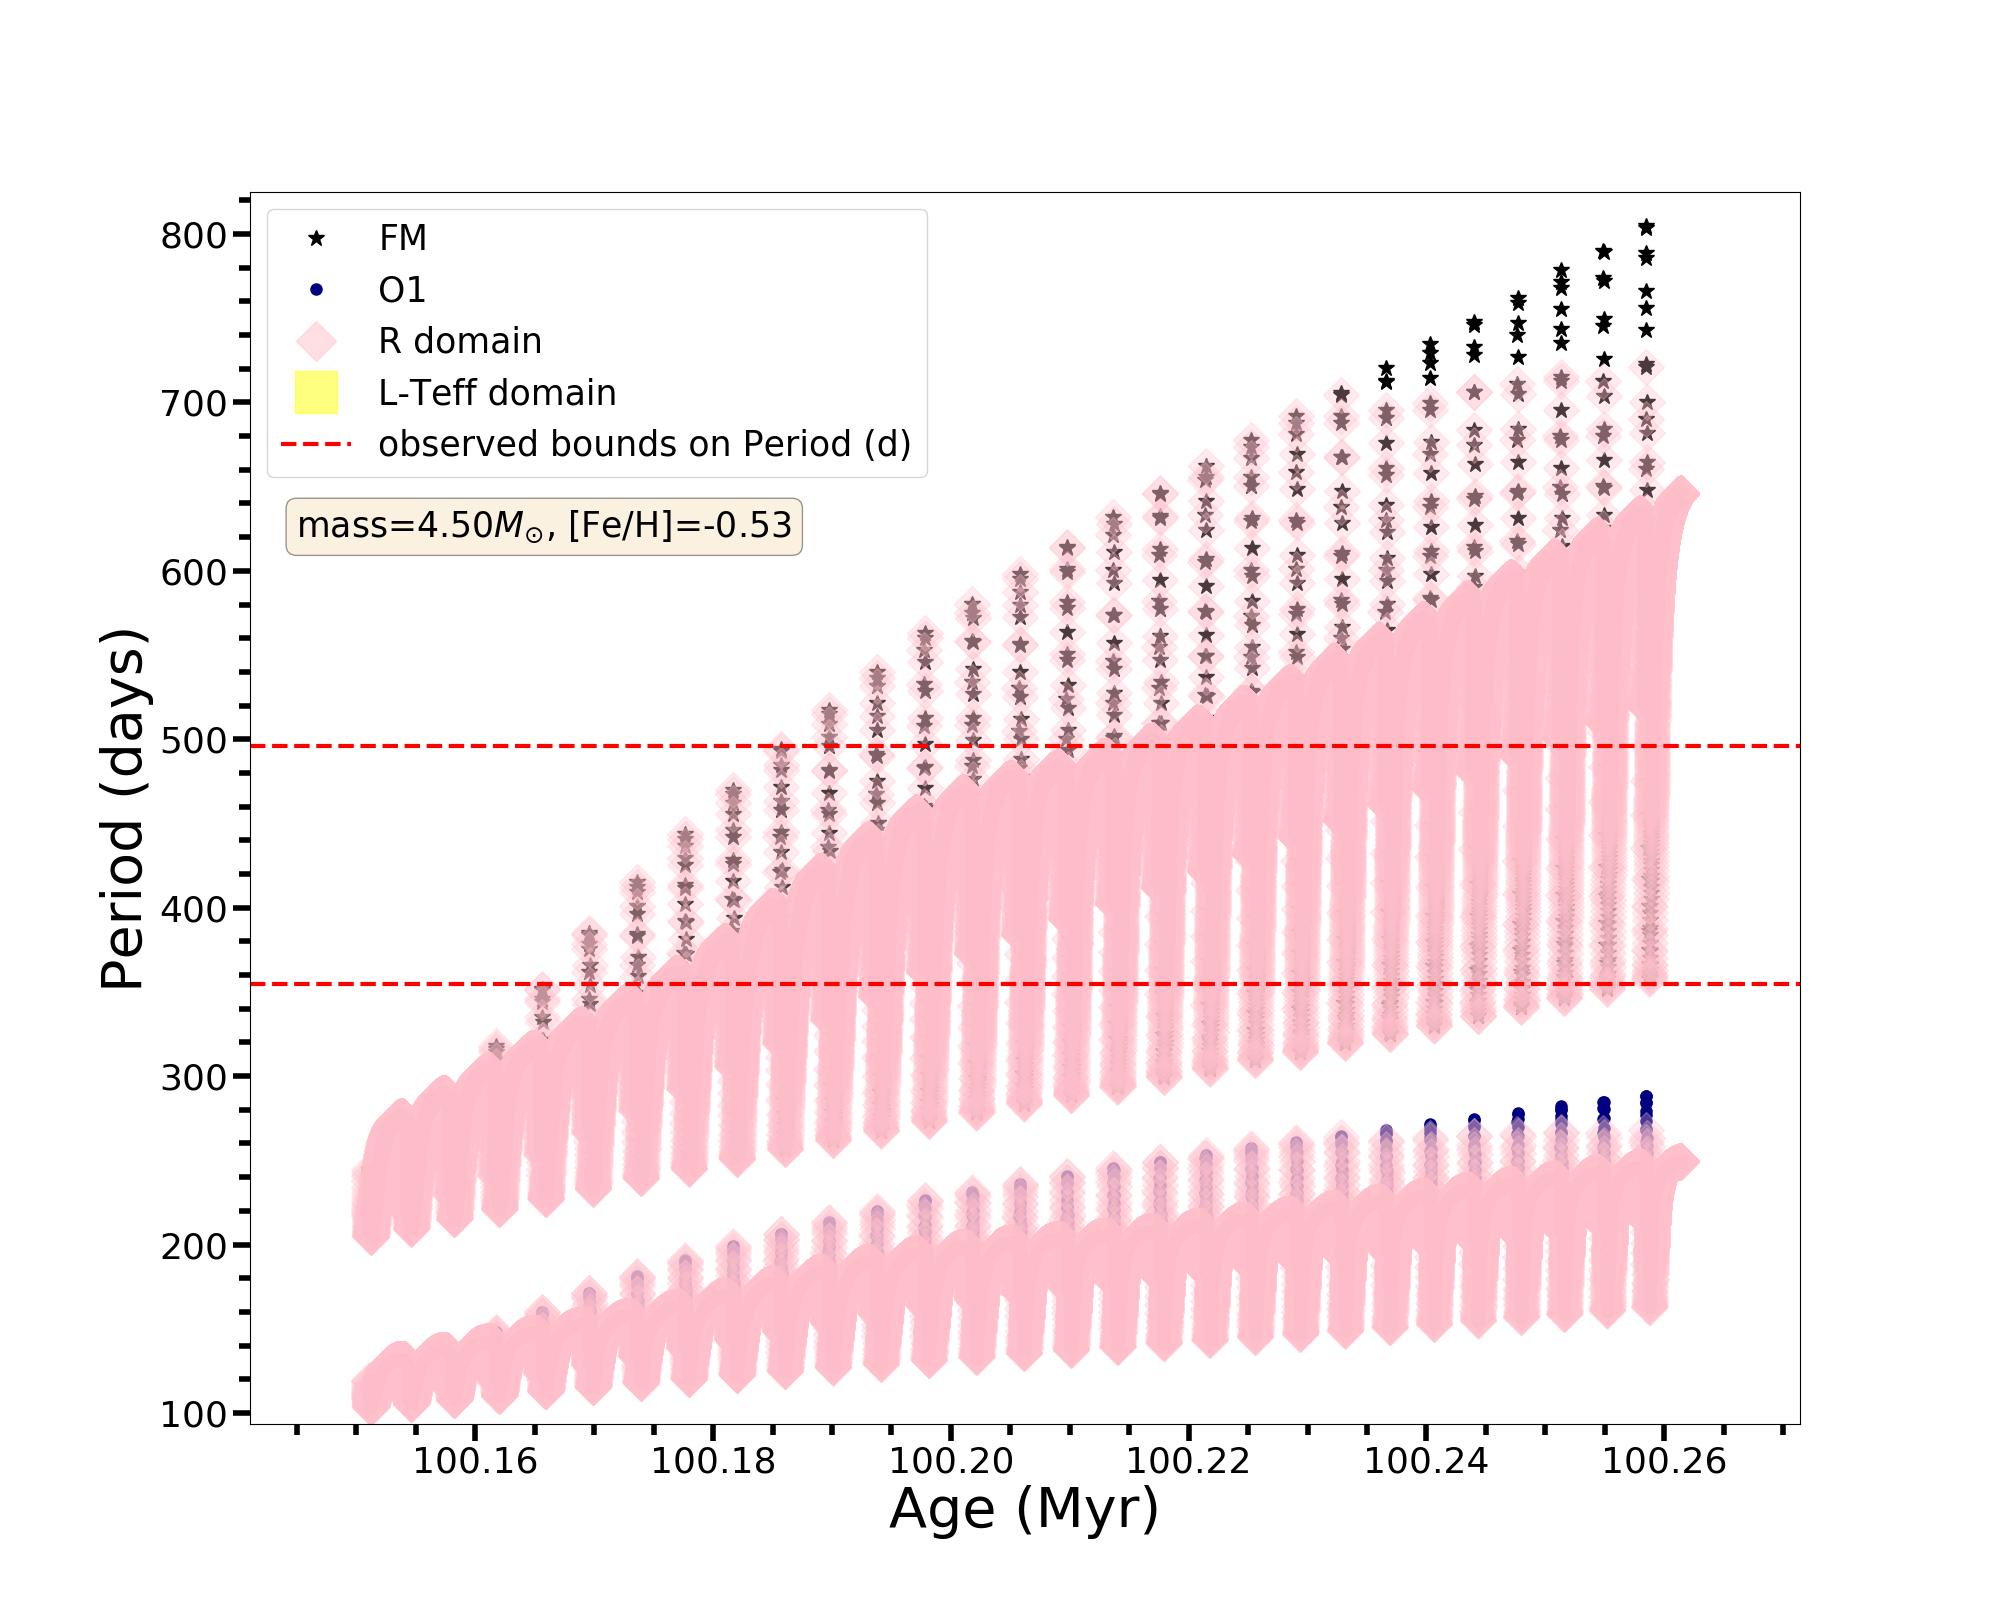 FM
O1
R domain
L-Teff domain
observed bounds on Period (d)
mass=4.50M⊙, [Fe/H]=-0.53
800
700
600
500
400
300
200
100
Period (days)
100.16 100.18 100.20 100.22 100.24 100.26
Age (Myr)